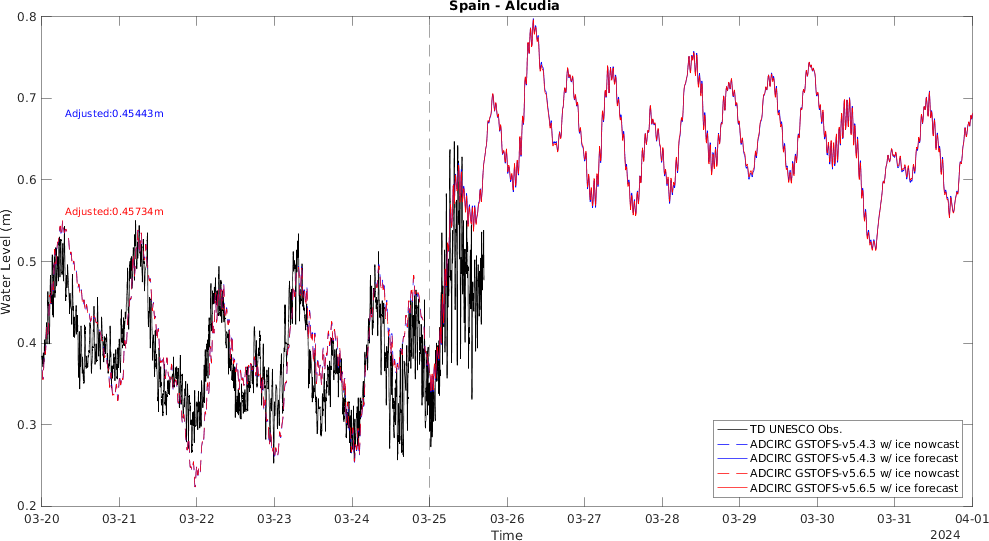 Spain - Alcudia
0.8
0.7
0.6
0.5
0.4
0.3
0.2
Water Level (m)
Adjusted:0.45443m
Adjusted:0.45734m
TD UNESCO Obs.
ADCIRC GSTOFS-v5.4.3 w/ ice nowcast
ADCIRC GSTOFS-v5.4.3 w/ ice forecast
ADCIRC GSTOFS-v5.6.5 w/ ice nowcast
ADCIRC GSTOFS-v5.6.5 w/ ice forecast
03-20 03-21 03-22 03-23 03-24 03-25 03-26 03-27 03-28 03-29 03-30 03-31 04-01
Time
2024